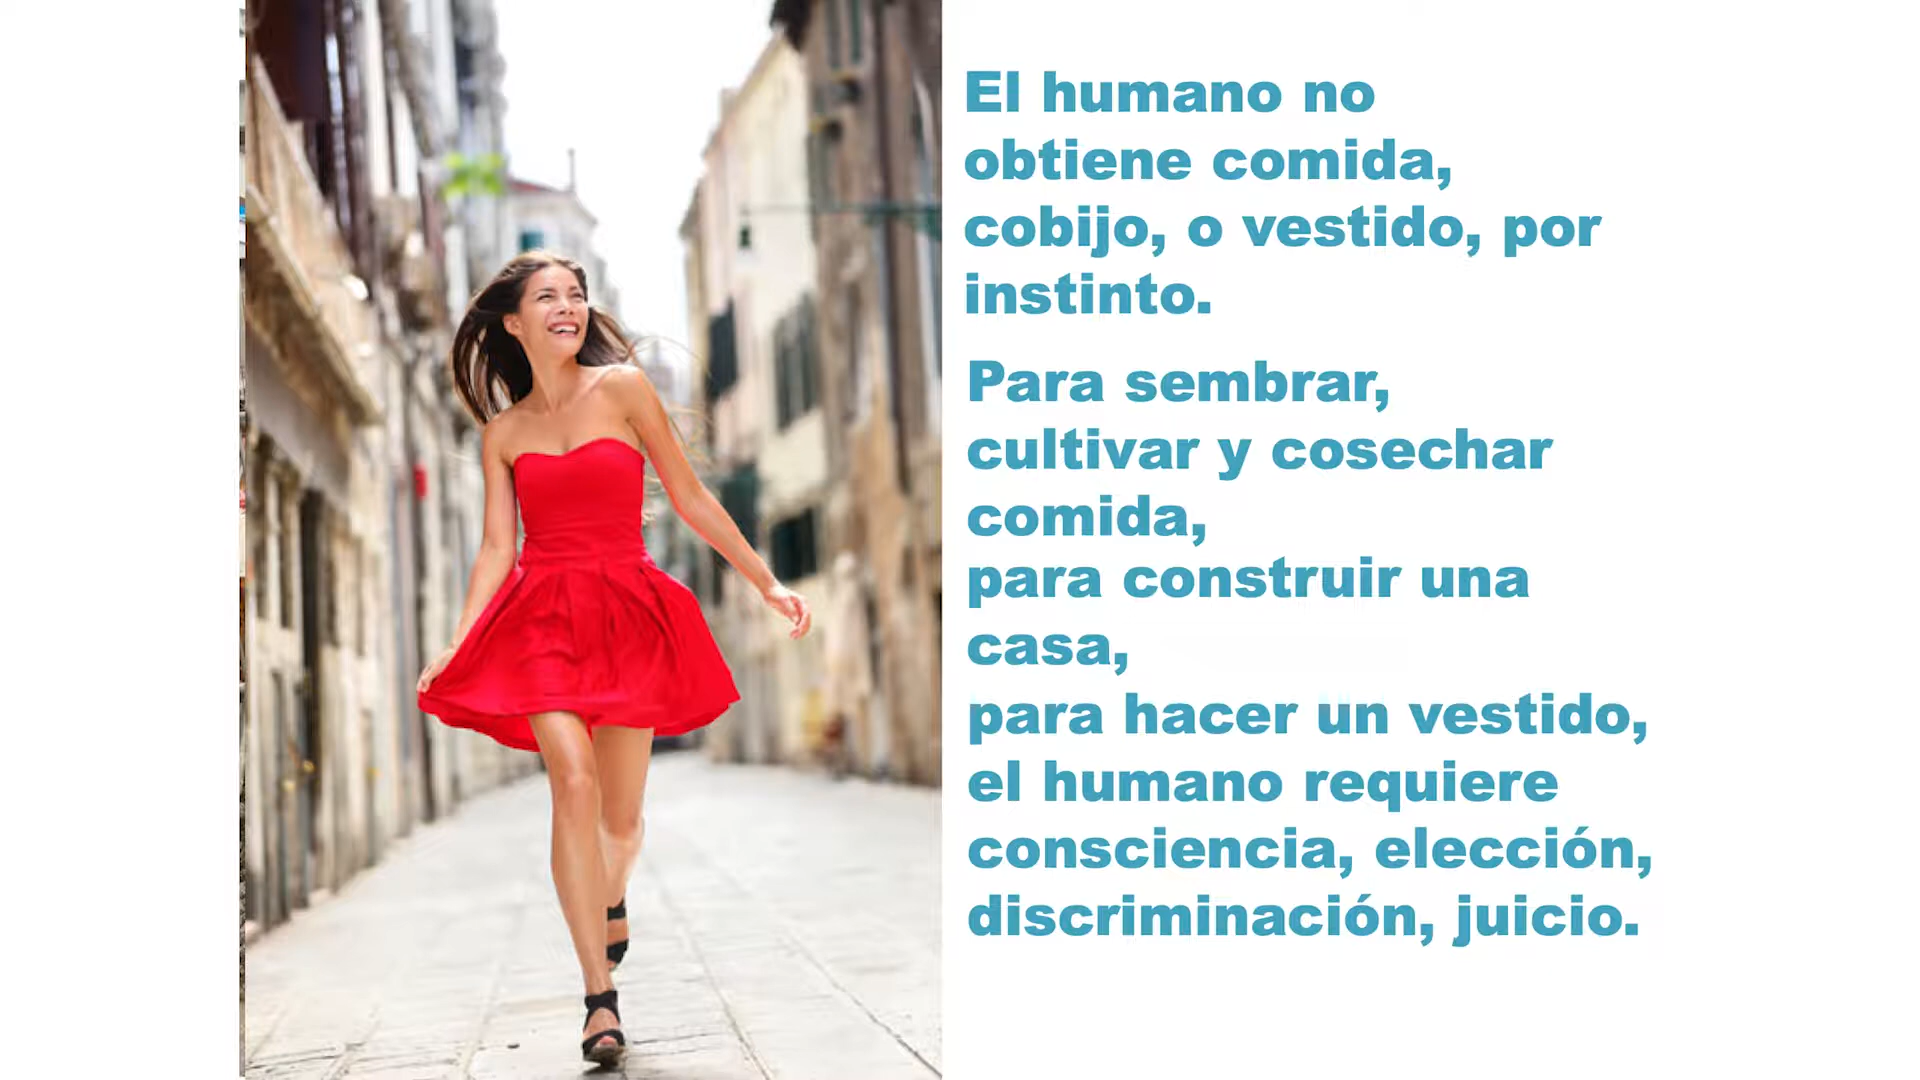 El humano no
obtiene comida,
cobijo, o vestido, por
instinto.
Para sembrar,
cultivar y cosechar
comida,
para construir una
casa,
para hacer un vestido,
el humano requiere
consciencia, elección,
discriminación, juicio.